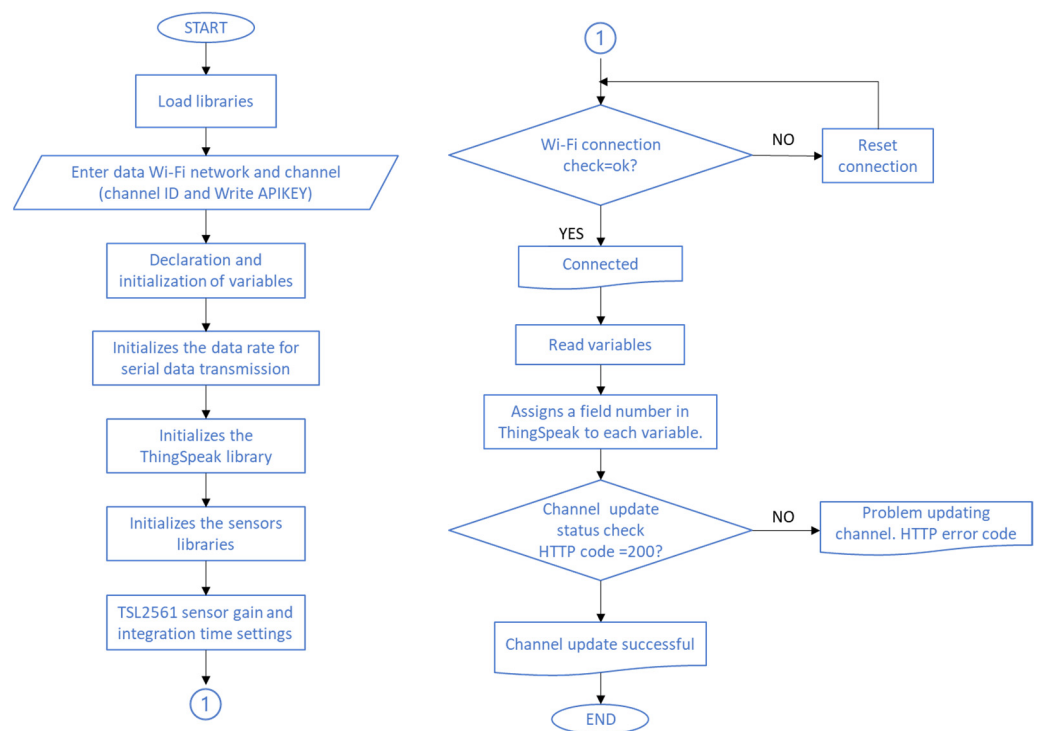 START
Load libraries
Enter data Wi-Fi network and channel
(channel ID and Write APIKEY)
Declaration and
initialization of variables
Initializes the data rate for
serial data transmission
Initializes the
ThingSpeak library
Initializes the sensors
libraries
TSL2561 sensor gain and
integration time settings
1
1
Wi-Fi connection
check=ok?
NO
Reset
connection
YES
Connected
Read variables
Assigns a field number in
ThingSpeak to each variable.
Channel update
status check
HTTP code =200?
NO
Problem updating
channel. HTTP error code
Channel update successful
END